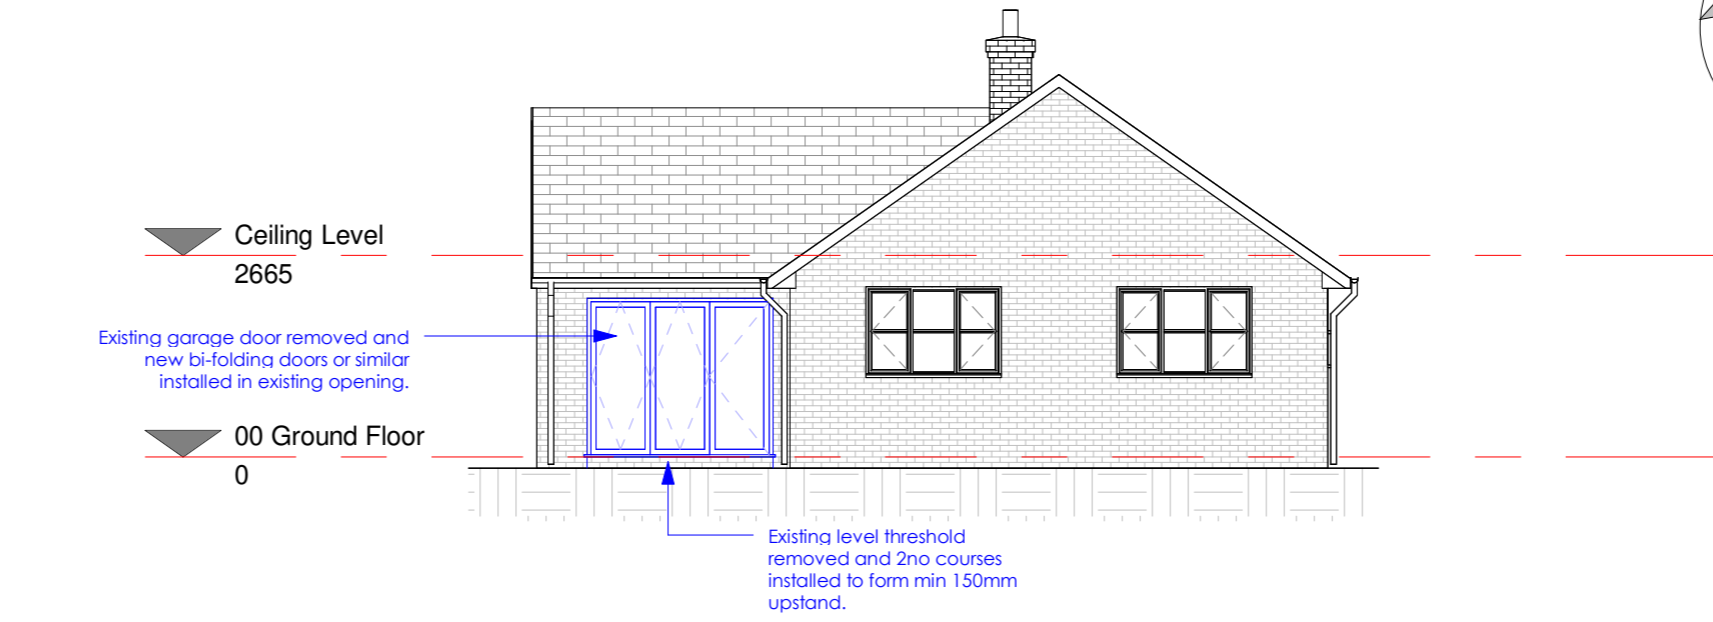 Ceiling Level
2665
Existing garage door removed and
new bi-folding doors or similar
installed in existing opening.
00 Ground Floor
0
Existing level threshold
removed and 2no courses
installed to form min 150mm
upstand.